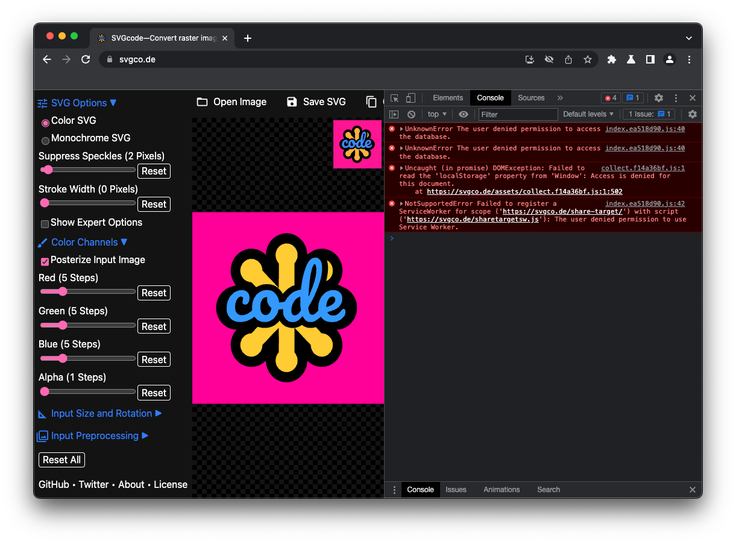 SVGcode—Convert raster imag
svgco.de
SVG Options ▼
Color SVG
Monochrome SVG
Suppress Speckles (2 Pixels)
Reset
Stroke Width (0 Pixels)
Reset
Show Expert Options
Color Channels ▼
Posterize Input Image
Red (5 Steps)
Reset
Green (5 Steps)
Reset
Blue (5 Steps)
Reset
Alpha (1 Steps)
Reset
Input Size and Rotation ▶
Input Preprocessing ▶
Reset All
GitHub • Twitter • About • License
Open Image
Save SVG
code
code
Elements
Console
Sources
»
4
1
top ▼
Filter
Default levels ▼
1 Issue: 1
UnknownError The user denied permission to access index.ea518d90.js:40
the database.
UnknownError The user denied permission to access index.ea518d90.js:40
the database.
Uncaught (in promise) DOMException: Failed to collect.f14a36bf.js:1
read the 'localStorage' property from 'Window': Access is denied for
this document.
at https://svgco.de/assets/collect.f14a36bf.js:1:502
NotSupportedError Failed to register a index.ea518d90.js:42
ServiceWorker for scope ('https://svgco.de/share-target/') with script
('https://svgco.de/sharetargetsw.js'): The user denied permission to use
Service Worker.
Console
Issues
Animations
Search